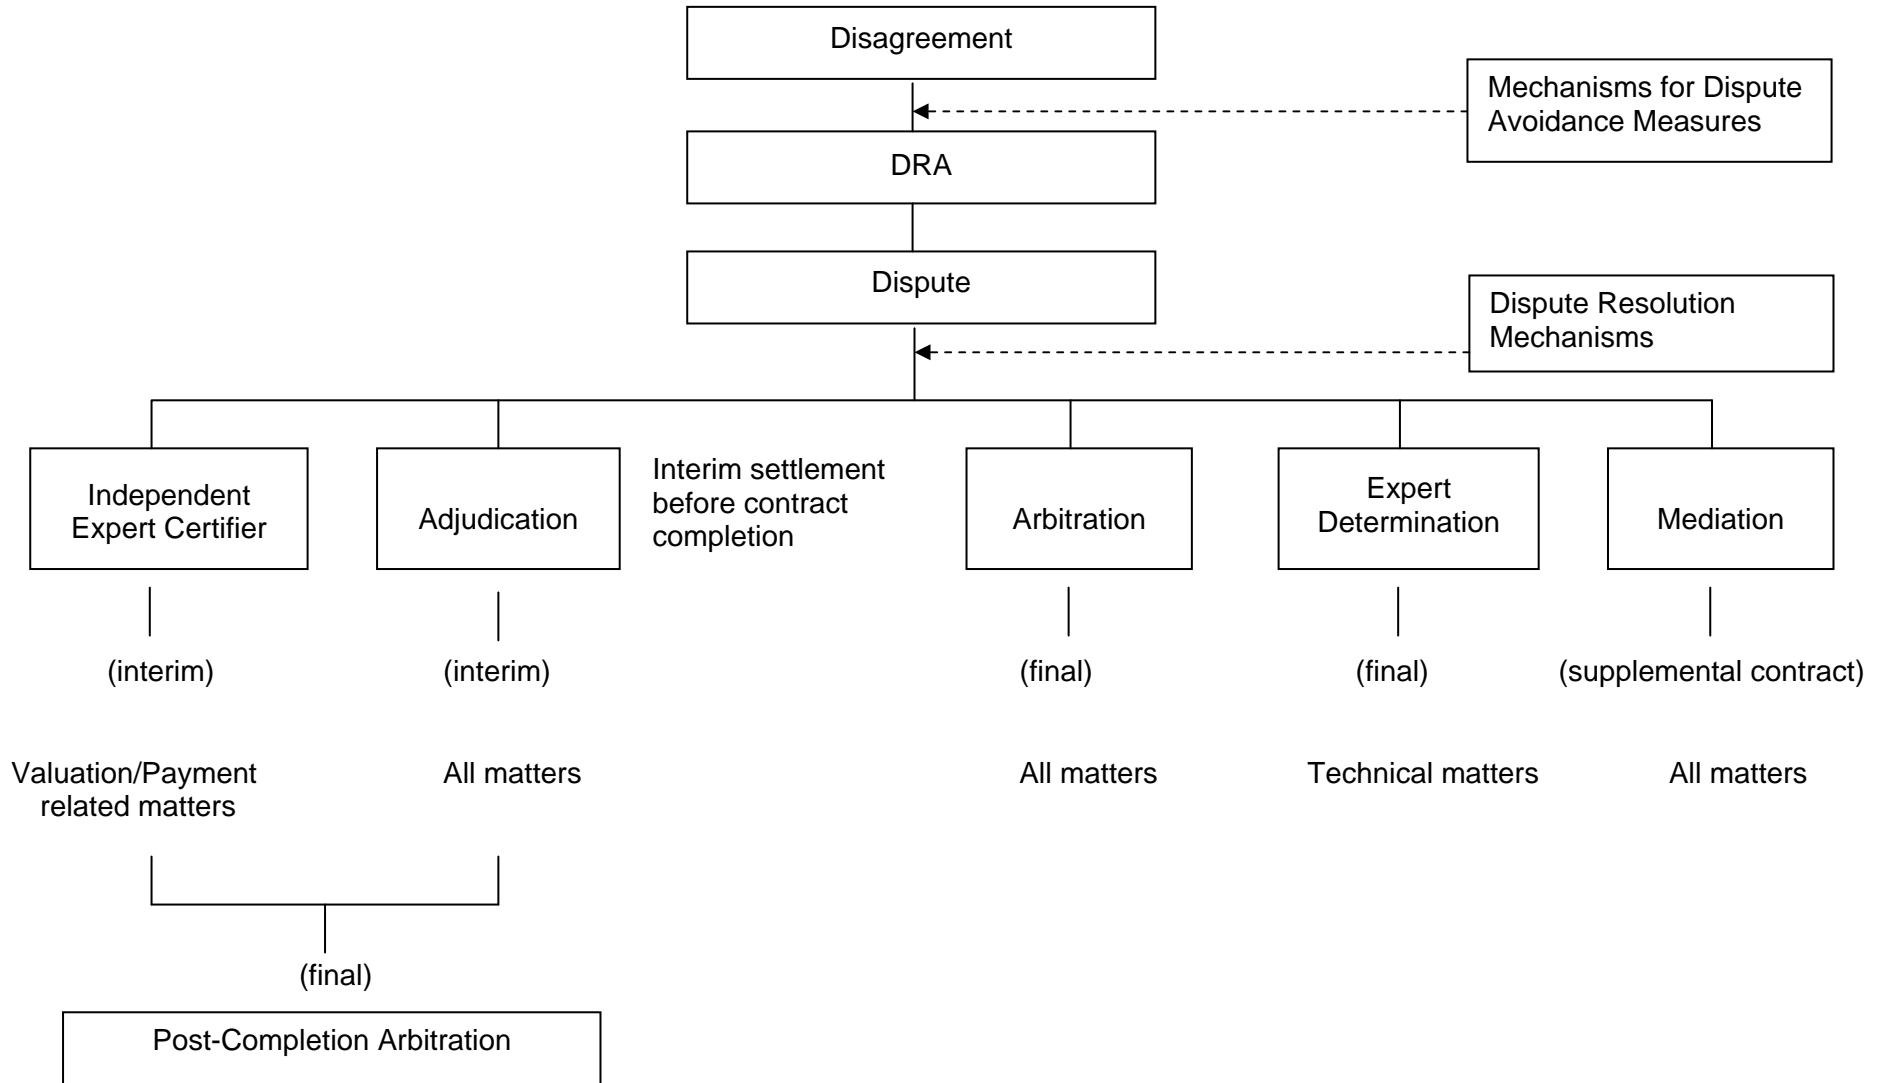 Disagreement
Mechanisms for Dispute
Avoidance Measures
DRA
Dispute
Dispute Resolution
Mechanisms
Independent
Expert Certifier
Adjudication
Interim settlement
before contract
completion
Arbitration
Expert
Determination
Mediation
(interim)
(interim)
(final)
(final)
(supplemental contract)
Valuation/Payment
related matters
All matters
All matters
Technical matters
All matters
(final)
Post-Completion Arbitration